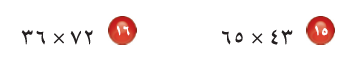 ١٥ ٤٣ × ٦٥ ١٦ ٧٢ × ٣٦